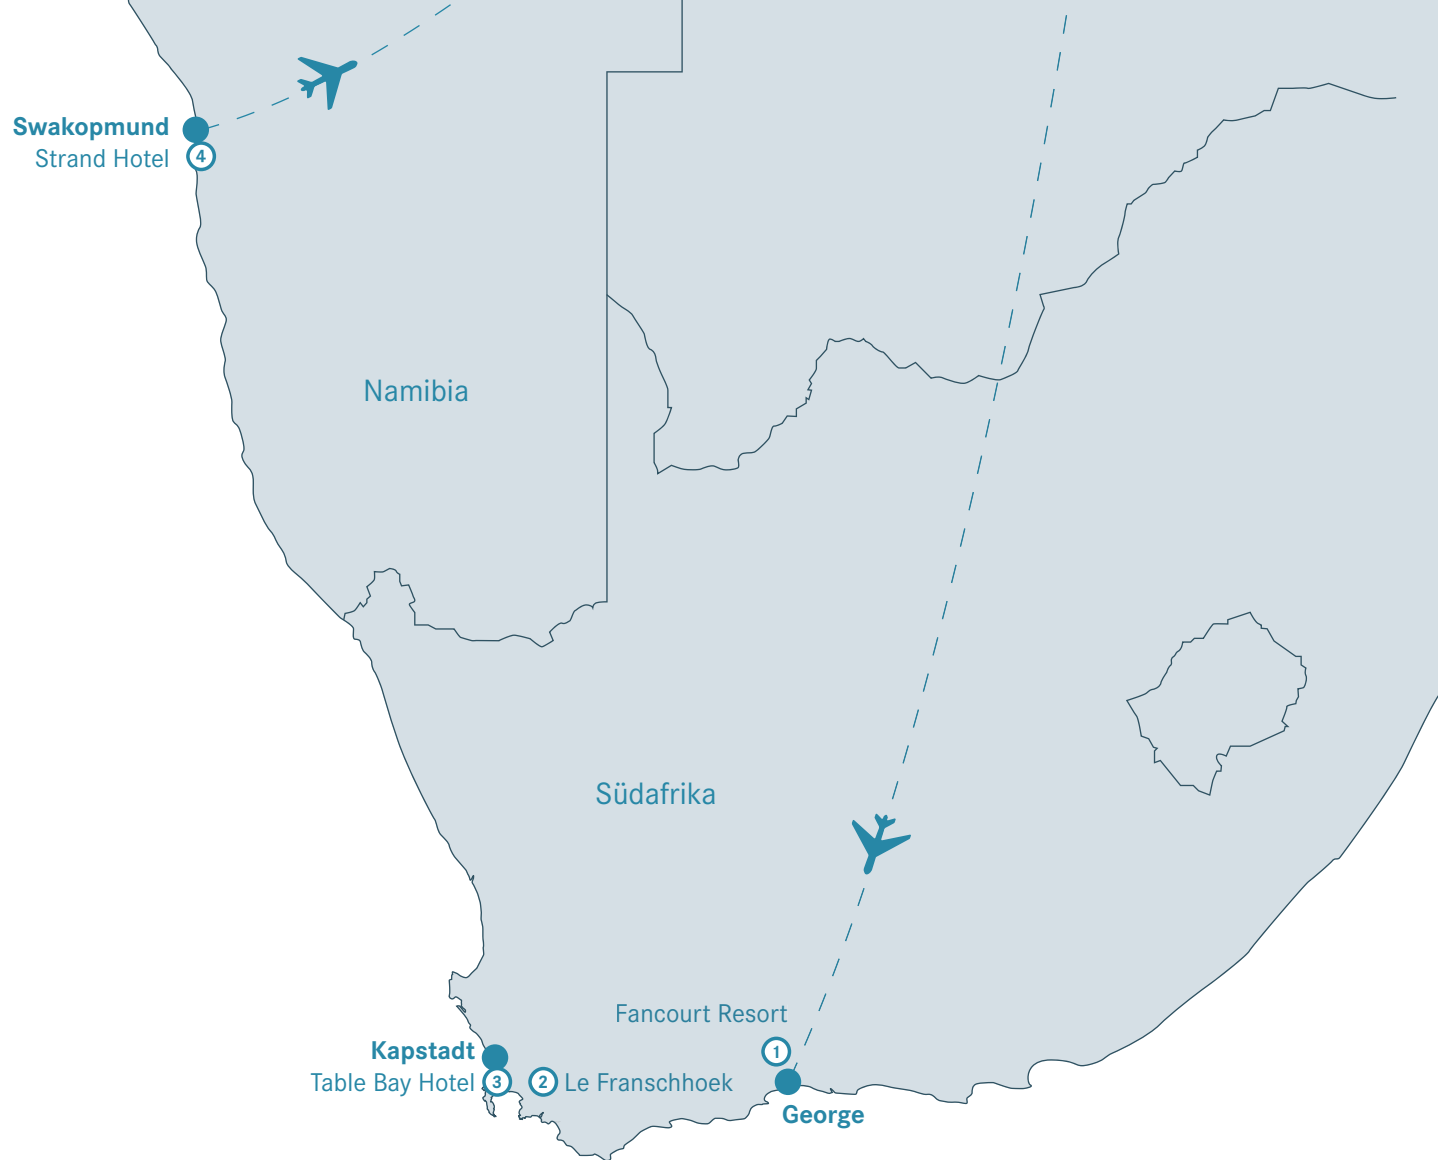 Swakopmund
Strand Hotel 4
Namibia
Südafrika
Fancourt Resort
1
Kapstadt
Table Bay Hotel 3 2 Le Franschhoek
George